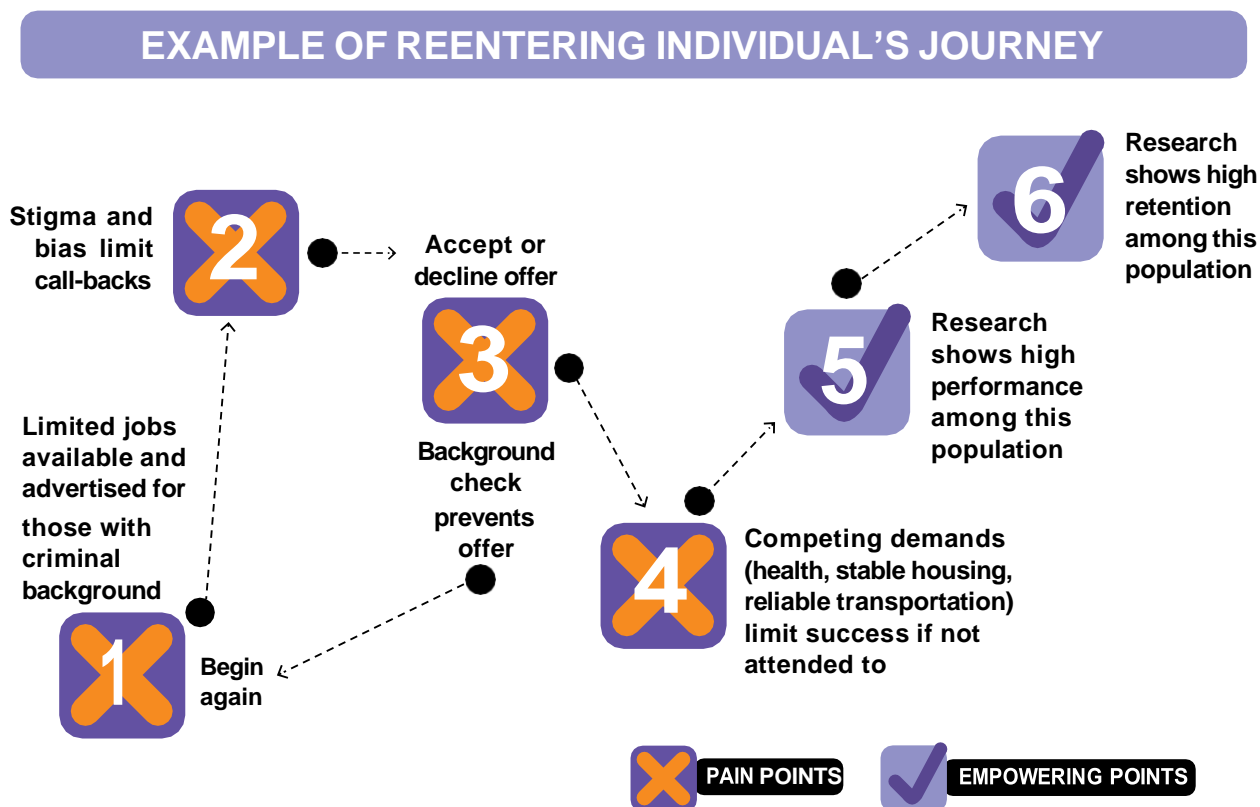 EXAMPLE OF REENTERING INDIVIDUAL'S JOURNEY
1
Limited jobs
available and
advertised for
those with
criminal
background
Begin
again
2
Stigma and
bias limit
call-backs
3
Accept or
decline offer
Background
check
prevents
offer
4
Competing demands
(health, stable housing,
reliable transportation)
limit success if not
attended to
5
Research
shows high
performance
among this
population
6
Research
shows high
retention
among this
population
PAIN POINTS
EMPOWERING POINTS